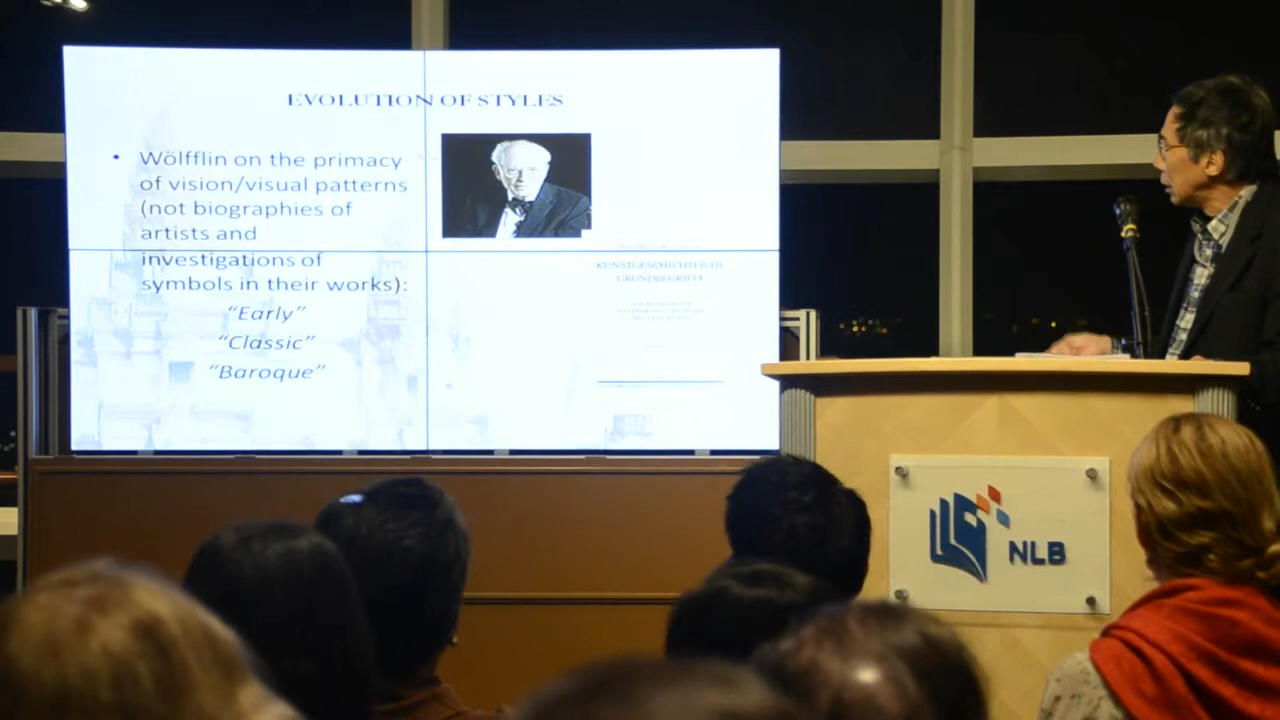 EVOLUTION OF STYLES
• Wölfflin on the primacy
of vision/visual patterns
(not biographies of
artists and
investigations of
symbols in their works):
“Early”
“Classic”
“Baroque”
KUNSTGESCHICHTLICHE
GRUNDBEGRIFFE
NLB